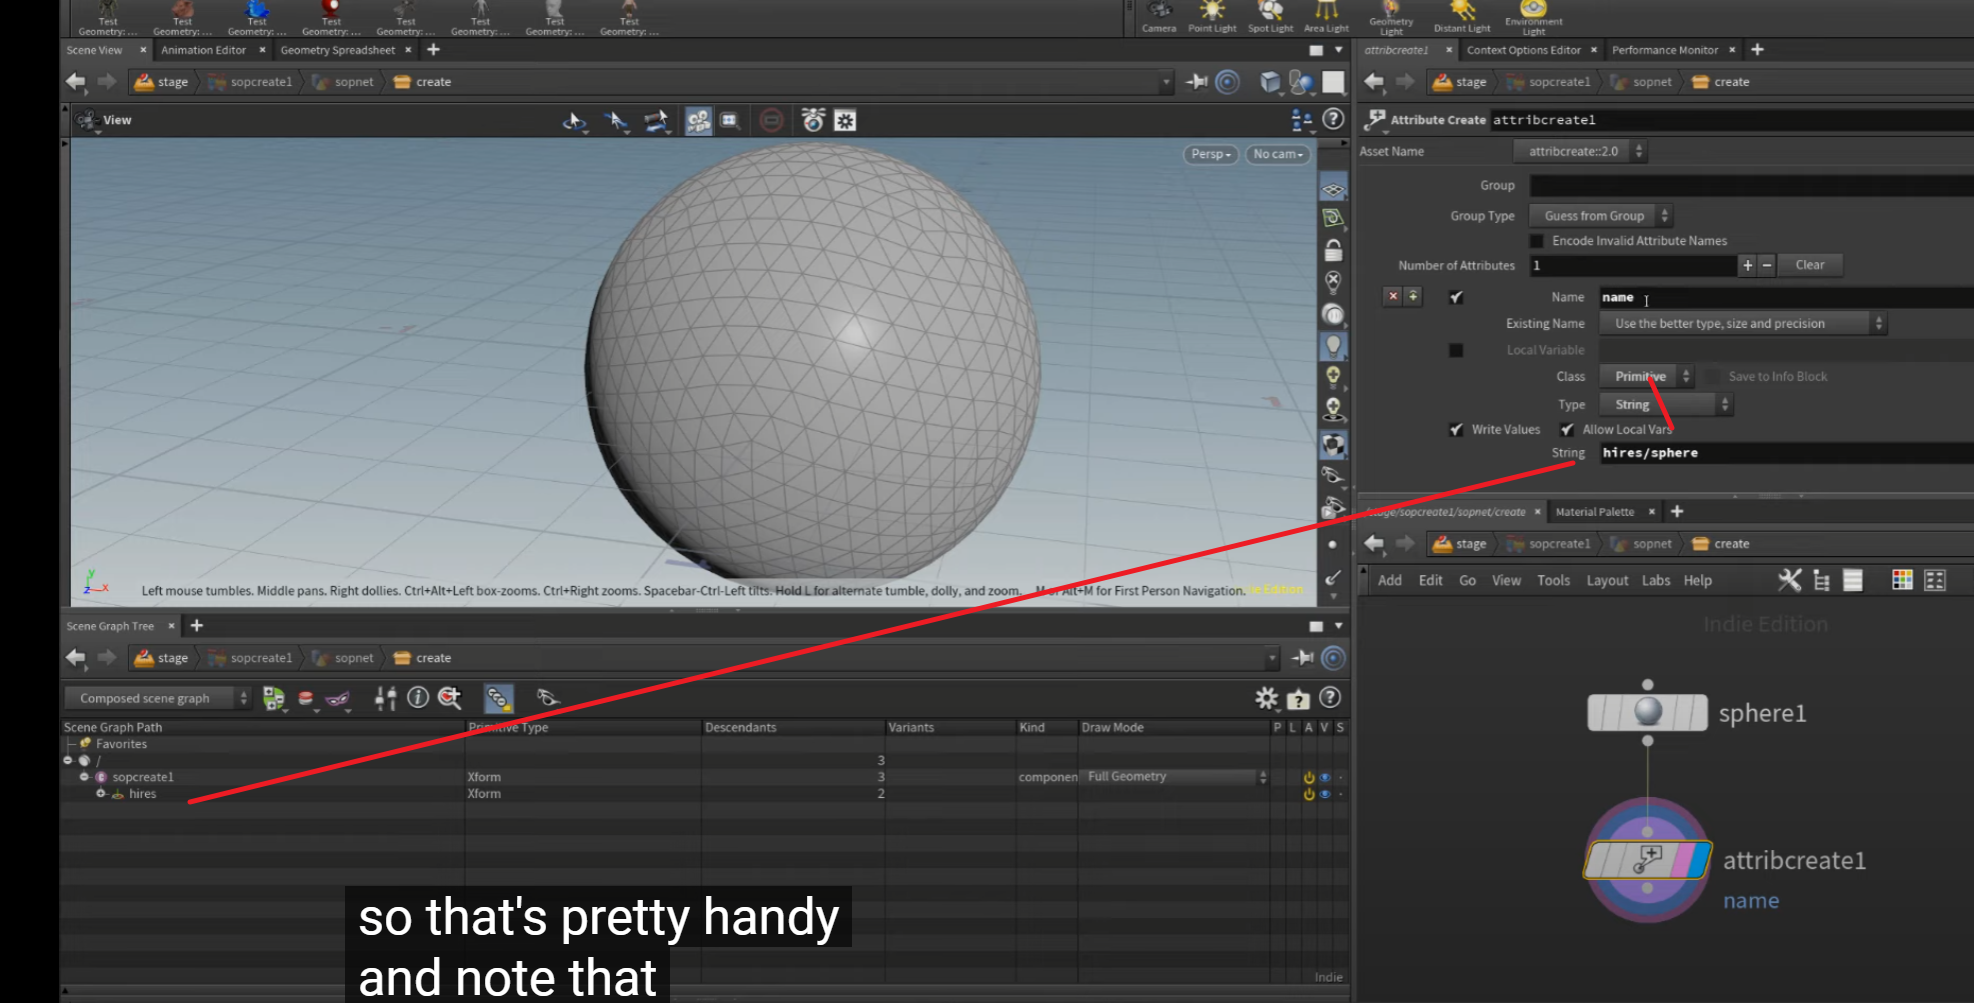 Test Test Test Test Test Test Test Test
Geometry: ... Geometry: ... Geometry: ... Geometry: ... Geometry: ... Geometry: ... Geometry: ... Geometry: ...
Camera Point Light Spot Light Area Light Geometry Light Distant Light Environment Light
Scene View Animation Editor Geometry Spreadsheet
stage sopcreate1 sopnet create
View
Persp No cam
Left mouse tumbles. Middle pans. Right dollies. Ctrl+Alt+Left box-zooms. Ctrl+Right zooms. Spacebar-Ctrl-Left tilts. Hold L for alternate tumble, dolly, and zoom. M or Alt+M for First Person Navigation.
Edition
y
z x
attribcreate1 Context Options Editor Performance Monitor
stage sopcreate1 sopnet create
Attribute Create attribcreate1
Asset Name attribcreate::2.0
Group
Group Type Guess from Group
Encode Invalid Attribute Names
Number of Attributes 1 + − Clear
Name name
Existing Name Use the better type, size and precision
Local Variable
Class Primitive Save to Info Block
Type String
Write Values Allow Local Vars
String hires/sphere
/stage/sopcreate1/sopnet/create Material Palette
stage sopcreate1 sopnet create
Add Edit Go View Tools Layout Labs Help
Indie Edition
sphere1
attribcreate1
name
Scene Graph Tree
stage sopcreate1 sopnet create
Composed scene graph
Scene Graph Path Primitive Type Descendants Variants Kind Draw Mode P L A V S
Favorites
/ 3
sopcreate1 Xform 3 componen Full Geometry
hires Xform 2
Indie
so that's pretty handy
and note that